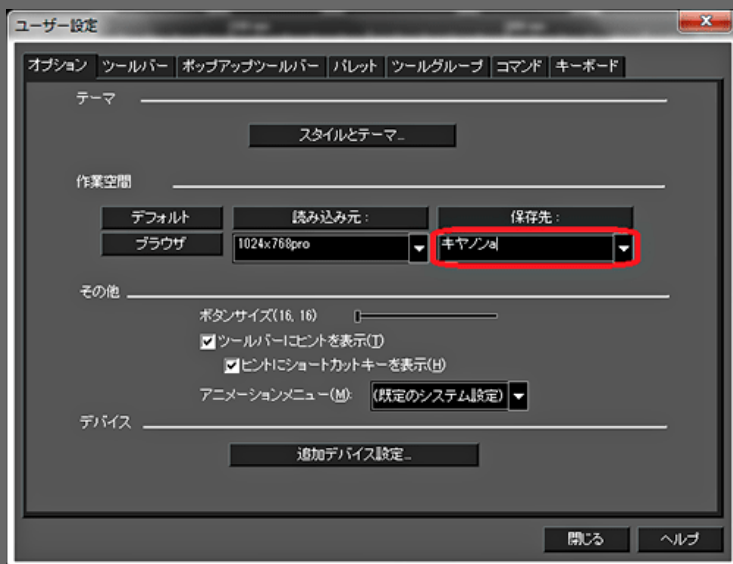 ユーザー設定
オプション ツールバー ポップアップツールバー パレット ツールグループ コマンド キーボード
テーマ
スタイルとテーマ...
作業空間
デフォルト 読み込み元: 保存先:
ブラウザ 1024x768pro キヤノンa
その他
ボタンサイズ(16, 16)
ツールバーにヒントを表示(T)
ヒントにショートカットキーを表示(H)
アニメーションメニュー(M): (既定のシステム設定)
デバイス
追加デバイス設定...
閉じる ヘルプ